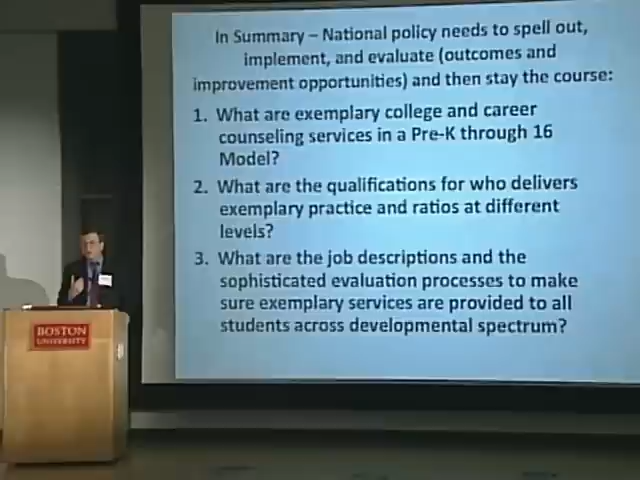 In Summary – National policy needs to spell out,
implement, and evaluate (outcomes and
improvement opportunities) and then stay the course:
1. What are exemplary college and career
counseling services in a Pre-K through 16
Model?
2. What are the qualifications for who delivers
exemplary practice and ratios at different
levels?
3. What are the job descriptions and the
sophisticated evaluation processes to make
sure exemplary services are provided to all
students across developmental spectrum?
BOSTON
UNIVERSITY